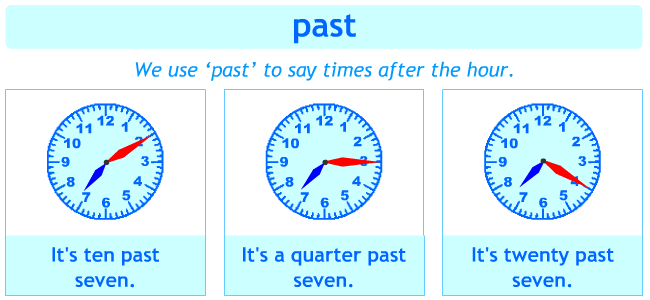 past
We use ‘past’ to say times after the hour.
12
11 1
10 2
9 3
8 4
7 5
6
12
11 1
10 2
9 3
8 4
7 5
6
12
11 1
10 2
9 3
8 4
7 5
6
It's ten past
seven.
It's a quarter past
seven.
It's twenty past
seven.